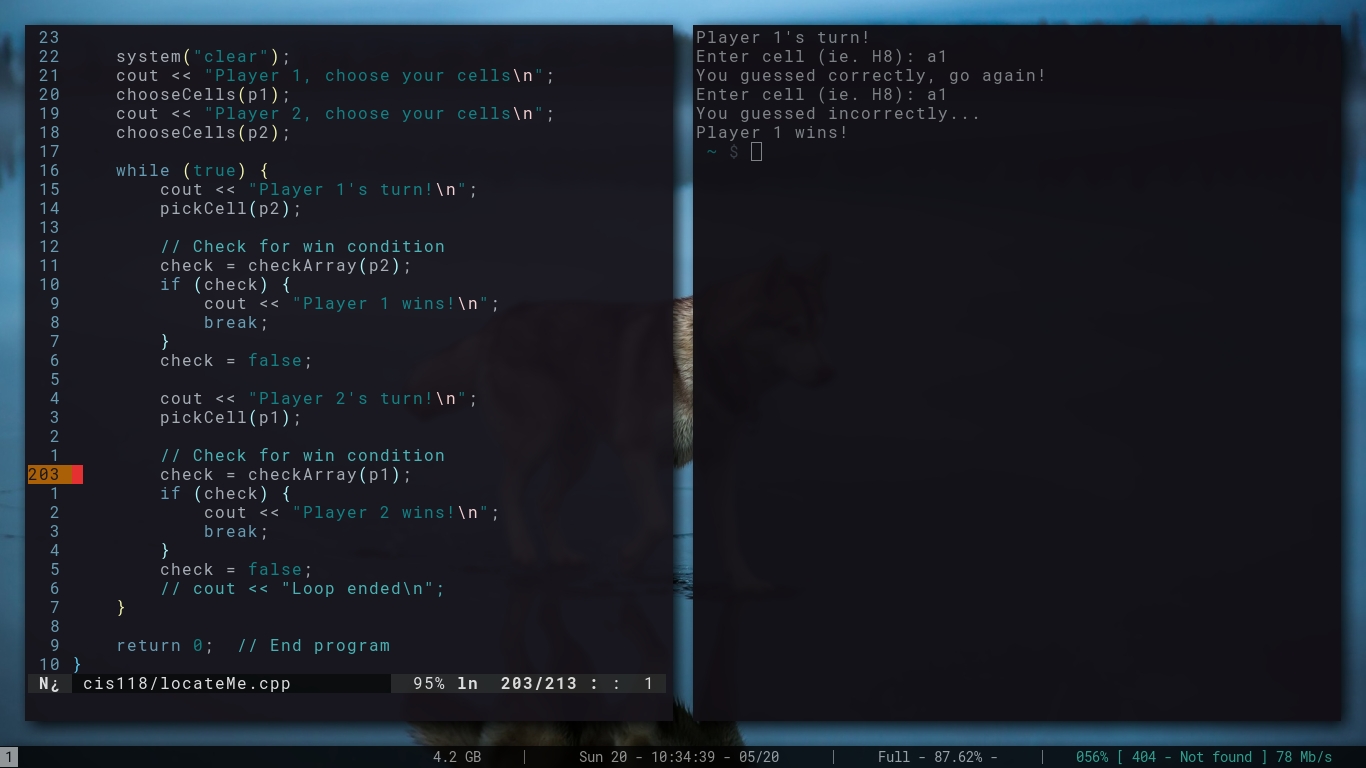 23
22 system("clear");
21 cout << "Player 1, choose your cells\n";
20 chooseCells(p1);
19 cout << "Player 2, choose your cells\n";
18 chooseCells(p2);
17
16 while (true) {
15 cout << "Player 1's turn!\n";
14 pickCell(p2);
13
12 // Check for win condition
11 check = checkArray(p2);
10 if (check) {
9 cout << "Player 1 wins!\n";
8 break;
7 }
6 check = false;
5
4 cout << "Player 2's turn!\n";
3 pickCell(p1);
2
1 // Check for win condition
203 check = checkArray(p1);
1 if (check) {
2 cout << "Player 2 wins!\n";
3 break;
4 }
5 check = false;
6 // cout << "Loop ended\n";
7 }
8
9 return 0; // End program
10 }
N¿ cis118/locateMe.cpp 95% ln 203/213 : : 1
Player 1's turn!
Enter cell (ie. H8): a1
You guessed correctly, go again!
Enter cell (ie. H8): a1
You guessed incorrectly...
Player 1 wins!
~ $
1 4.2 GB | Sun 20 - 10:34:39 - 05/20 | Full - 87.62% - | 056% [ 404 - Not found ] 78 Mb/s